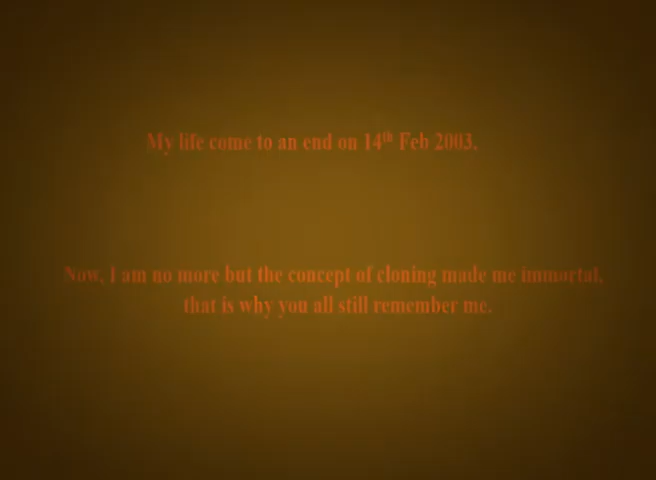 My life come to an end on 14th Feb 2003.
Now, I am no more but the concept of cloning made me immortal,
that is why you all still remember me.